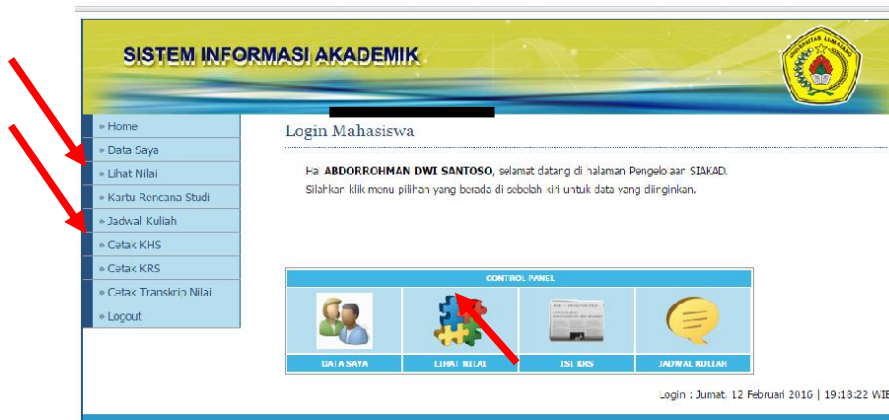 SISTEM INFORMASI AKADEMIK
UNIVERSITAS LUMAJANG
» Home
» Data Saya
» Lihat Nilai
» Kartu Rencana Studi
» Jadwal Kuliah
» Cetak KHS
» Cetak KRS
» Cetak Transkrip Nilai
» Logout
Login Mahasiswa
Hai ABDORROHMAN DWI SANTOSO, selamat datang di halaman Pengelolaan SIAKAD.
Silahkan klik menu pilihan yang berada di sebelah kiri untuk data yang diinginkan.
CONTROL PANEL
DATA SAYA
LIHAT NILAI
ISI KRS
JADWAL KULIAH
Login : Jumat, 12 Februari 2016 | 19:13:22 WIB